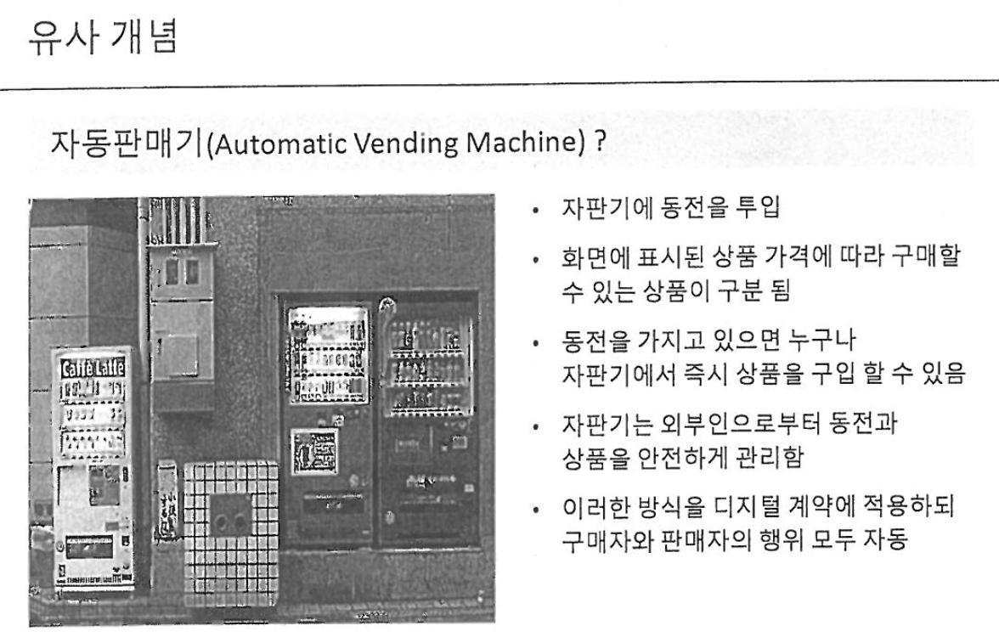 유사 개념
자동판매기(Automatic Vending Machine) ?
• 자판기에 동전을 투입
• 화면에 표시된 상품 가격에 따라 구매할
수 있는 상품이 구분 됨
• 동전을 가지고 있으면 누구나
자판기에서 즉시 상품을 구입 할 수 있음
• 자판기는 외부인으로부터 동전과
상품을 안전하게 관리함
• 이러한 방식을 디지털 계약에 적용하되
구매자와 판매자의 행위 모두 자동
Caffè Latte